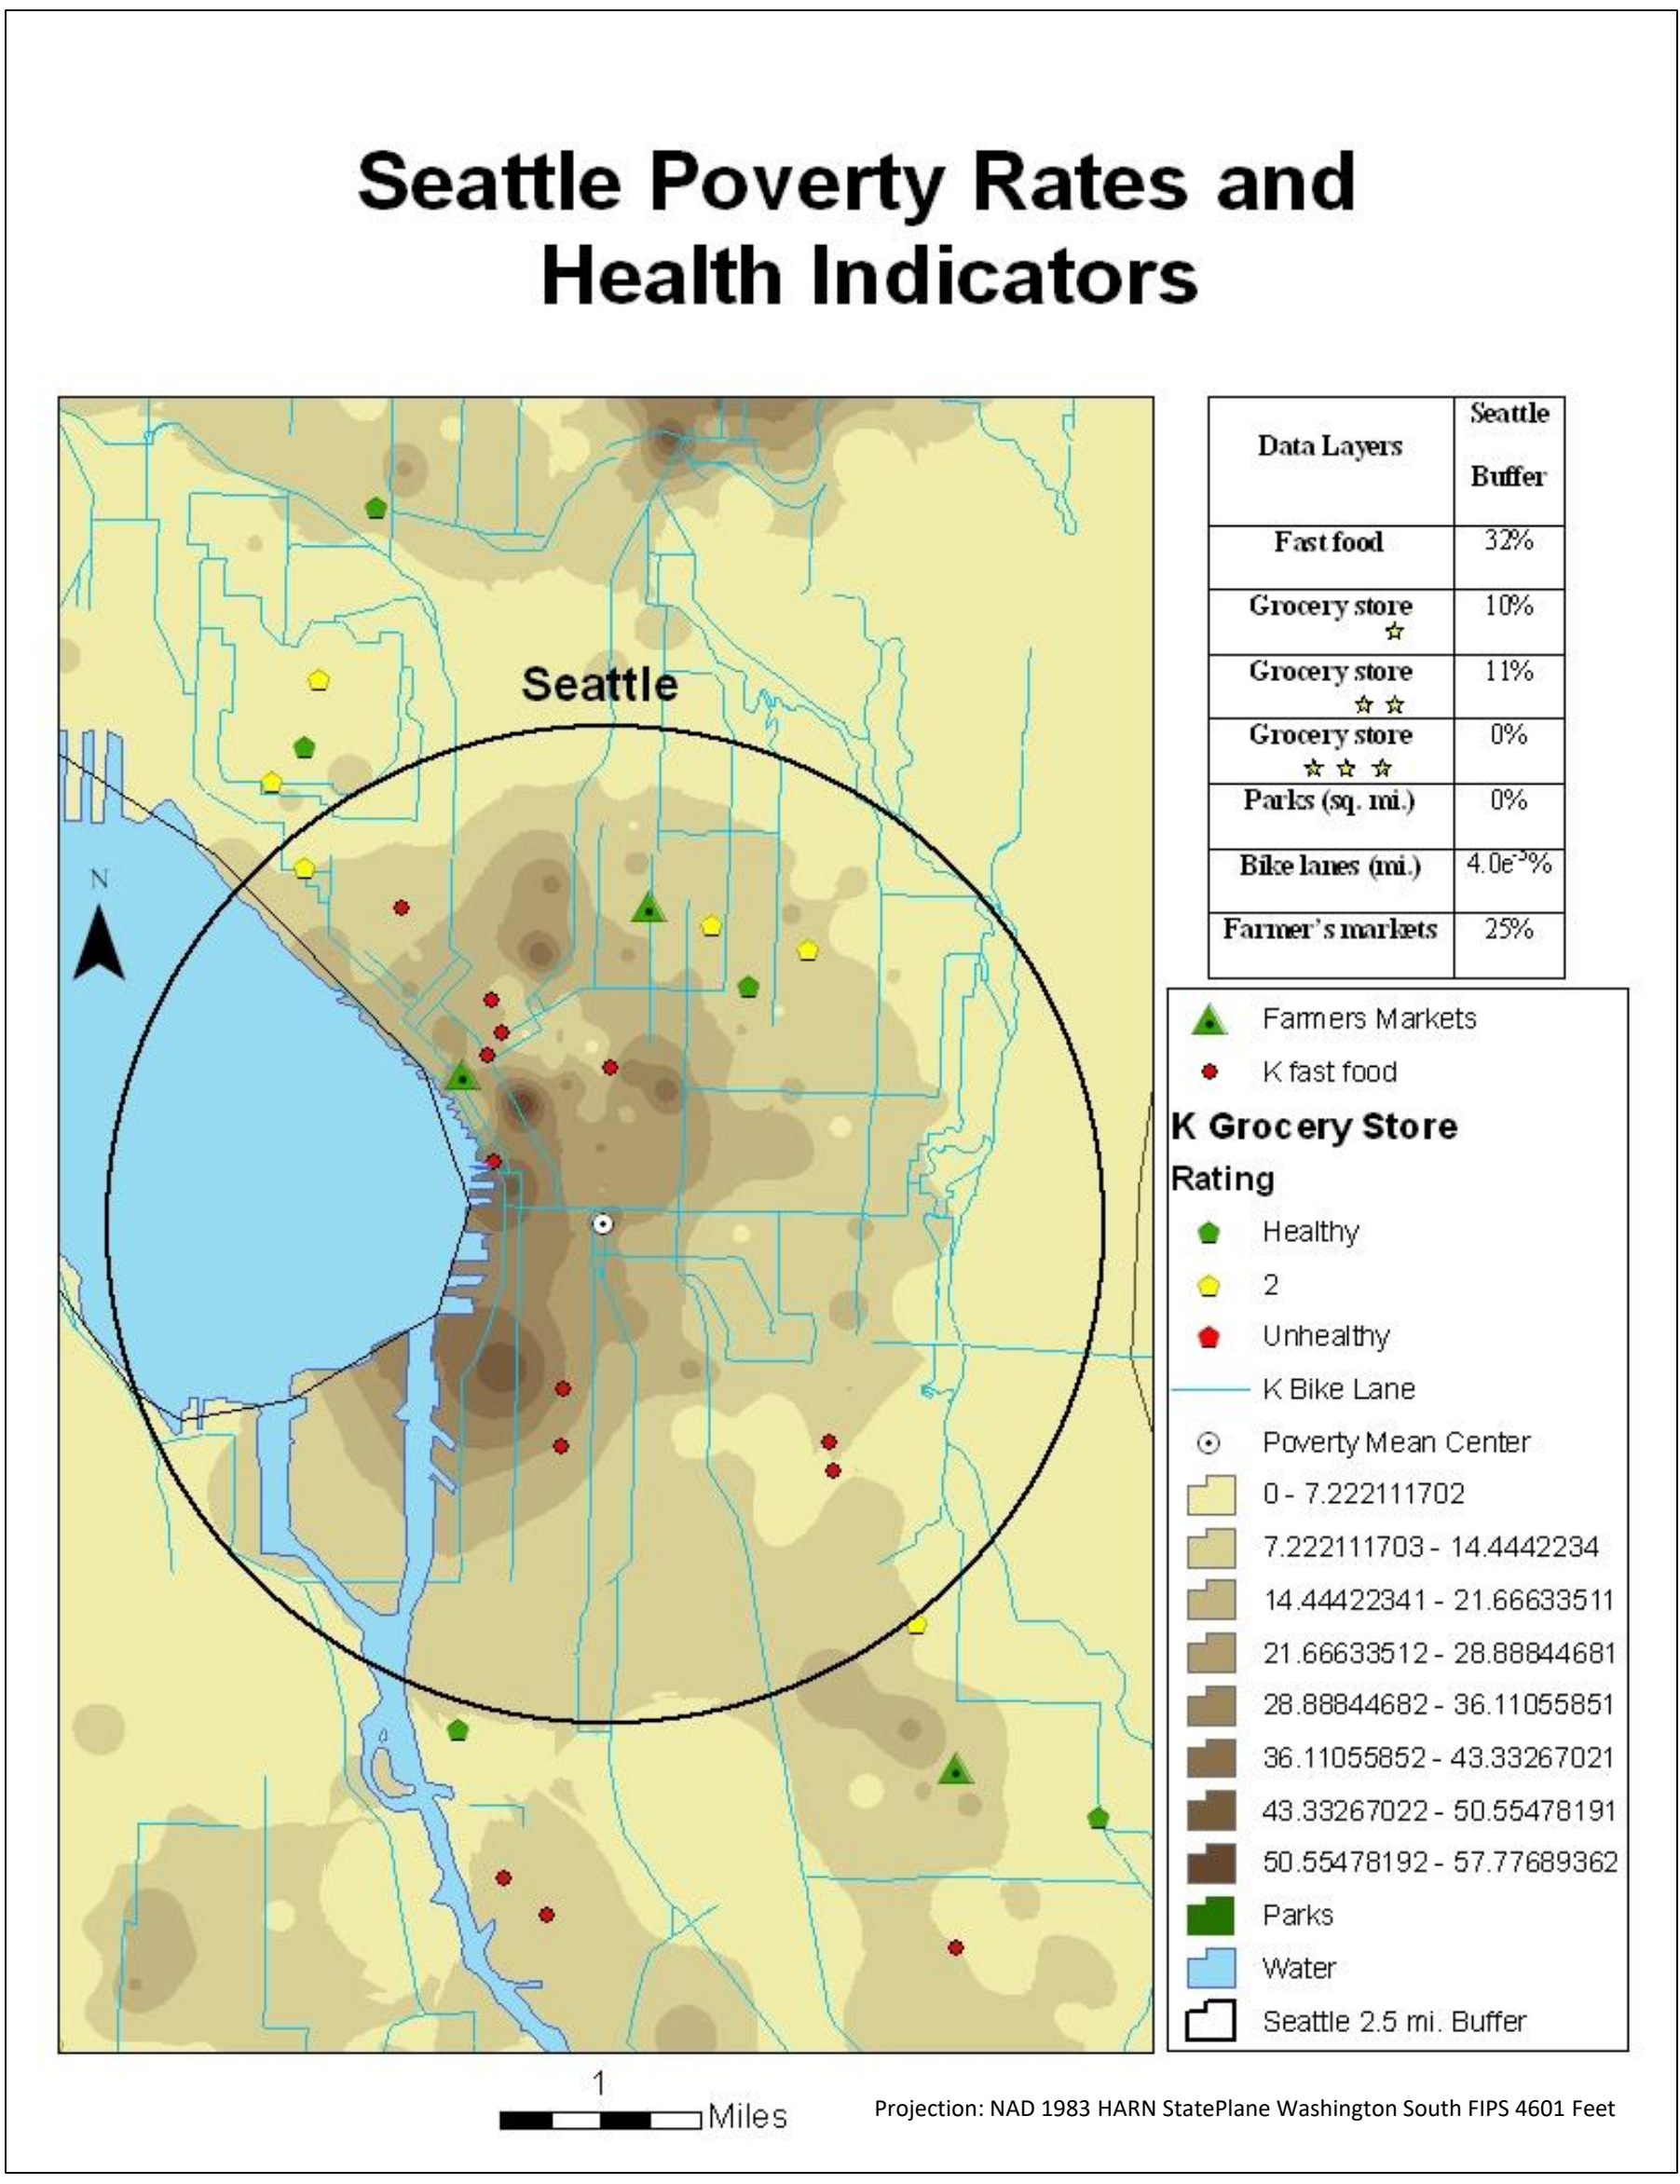 Seattle Poverty Rates and
Health Indicators
Seattle
N
Data Layers
Seattle
Buffer
Fast food
32%
Grocery store
10%
Grocery store
11%
Grocery store
0%
Parks (sq. mi.)
0%
Bike lanes (mi.)
Farmer's markets
25%
Farmers Markets
K fast food
K Grocery Store
Rating
Healthy
2
Unhealthy
K Bike Lane
Poverty Mean Center
0 - 7.222111702
7.222111703 - 14.4442234
14.44422341 - 21.66633511
21.66633512 - 28.88844681
28.88844682 - 36.11055851
36.11055852 - 43.33267021
43.33267022 - 50.55478191
50.55478192 - 57.77689362
Parks
Water
Seattle 2.5 mi. Buffer
1
Miles
Projection: NAD 1983 HARN StatePlane Washington South FIPS 4601 Feet